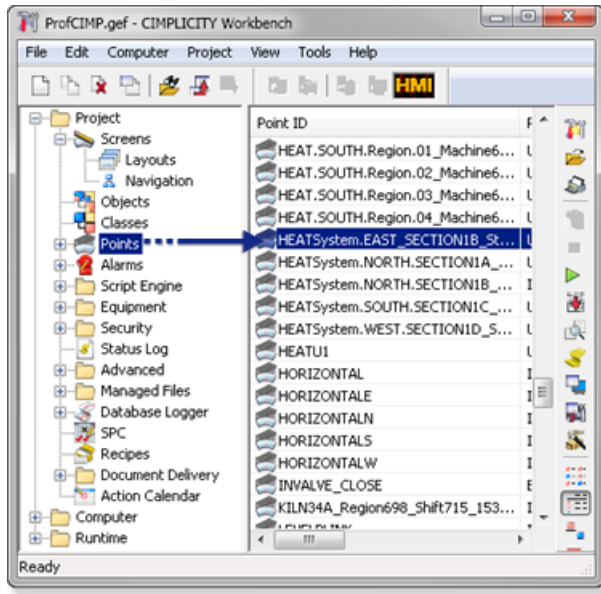 ProfCIMP.gef - CIMPLICITY Workbench
File Edit Computer Project View Tools Help
HMI
Project
Screens
Layouts
Navigation
Objects
Classes
Points
Alarms
Script Engine
Equipment
Security
Status Log
Advanced
Managed Files
Database Logger
SPC
Recipes
Document Delivery
Action Calendar
Computer
Runtime
Point ID
HEAT.SOUTH.Region.01_Machine6... U
HEAT.SOUTH.Region.02_Machine6... U
HEAT.SOUTH.Region.03_Machine6... U
HEAT.SOUTH.Region.04_Machine6... U
HEATSystem.EAST_SECTION1B_St... U
HEATSystem.NORTH.SECTION1A_... U
HEATSystem.NORTH.SECTION1B_... I
HEATSystem.SOUTH.SECTION1C_... U
HEATSystem.WEST.SECTION1D_S... U
HEATU1 U
HORIZONTAL I
HORIZONTALE I
HORIZONTALN I
HORIZONTALS I
HORIZONTALW I
INVALVE_CLOSE
KILN34A_Region698_Shift715_153... I
Ready